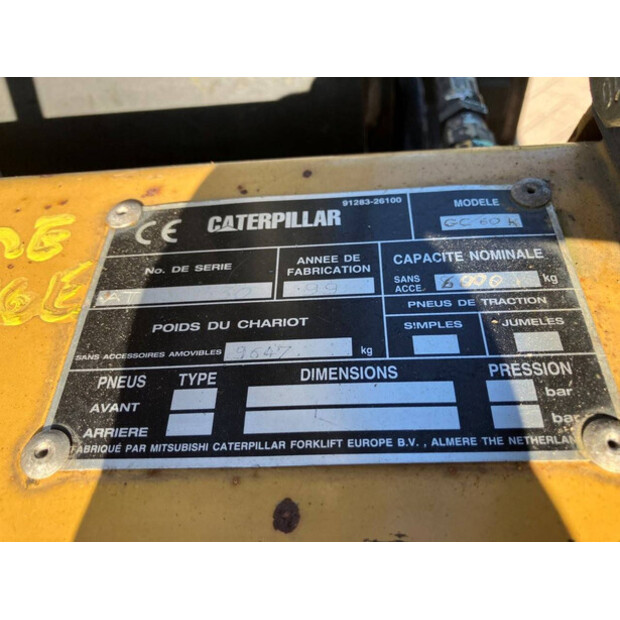 91283-26100
CE CATERPILLAR
MODELE
GC 60 K
No. DE SERIE
ANNEE DE
FABRICATION
99
CAPACITE NOMINALE
SANS
ACCE. 6000 kg
PNEUS DE TRACTION
SIMPLES JUMELES
POIDS DU CHARIOT
SANS ACCESSOIRES AMOVIBLES 9647 kg
PNEUS TYPE DIMENSIONS PRESSION
AVANT bar
ARRIERE bar
FABRIQUÉ PAR MITSUBISHI CATERPILLAR FORKLIFT EUROPE B.V., ALMERE THE NETHERLAN